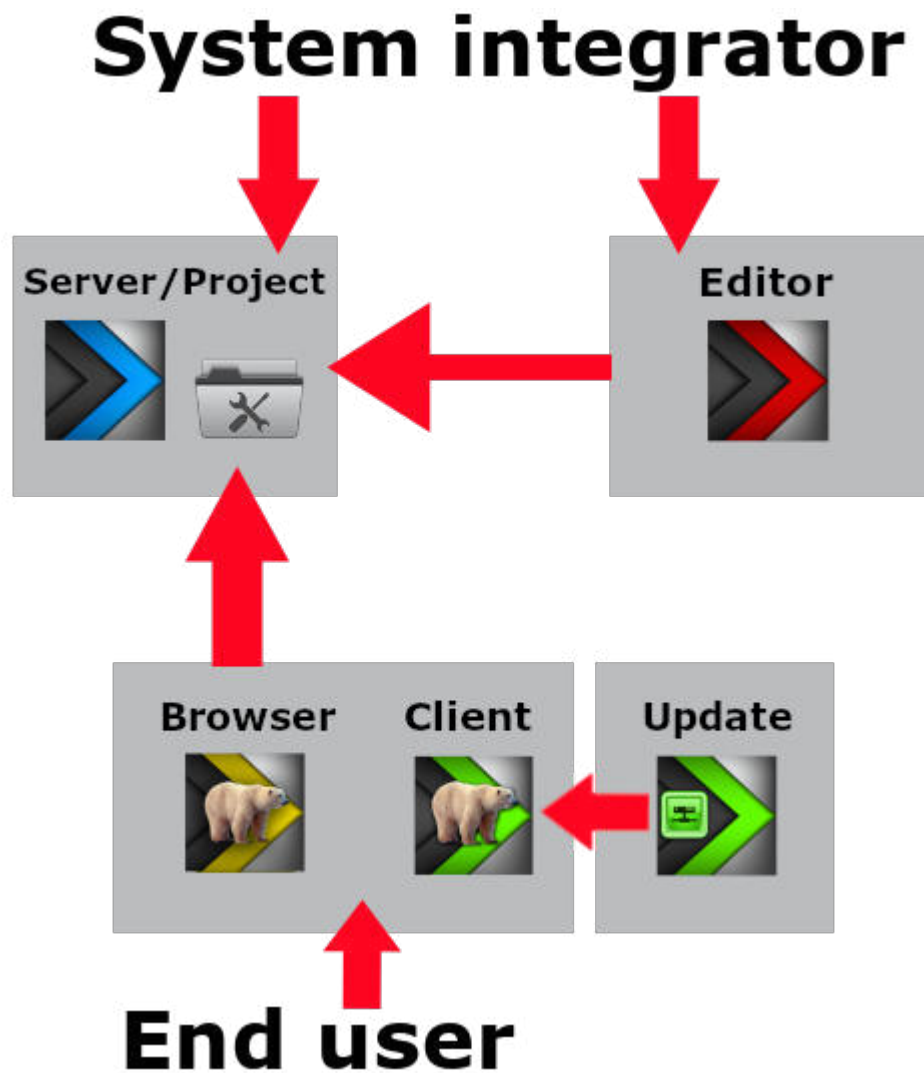 System integrator
Server/Project
Editor
Browser
Client
Update
End user